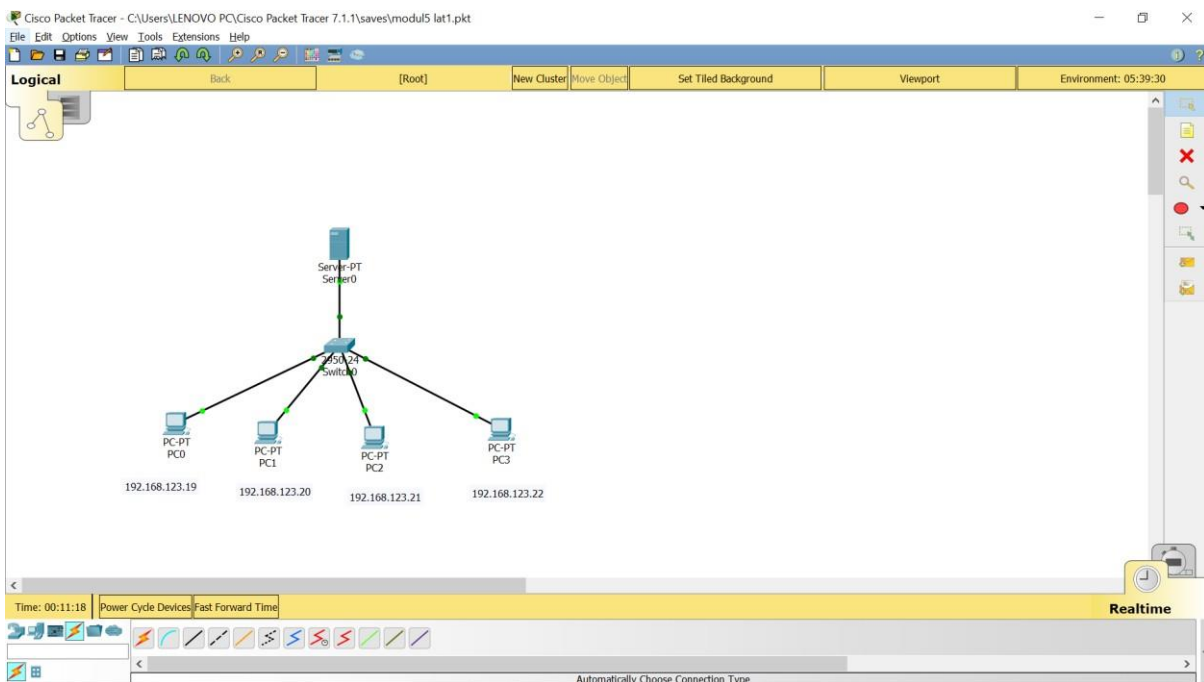 Cisco Packet Tracer - C:\Users\LENOVO PC\Cisco Packet Tracer 7.1.1\saves\modul5 lat1.pkt
File Edit Options View Tools Extensions Help
Logical Back [Root] New Cluster Move Object Set Tiled Background Viewport Environment: 05:39:30
Server-PT
Server0
2950-24
Switch0
PC-PT
PC0
PC-PT
PC1
PC-PT
PC2
PC-PT
PC3
192.168.123.19
192.168.123.20
192.168.123.21
192.168.123.22
Time: 00:11:18 Power Cycle Devices Fast Forward Time Realtime
Automatically Choose Connection Type